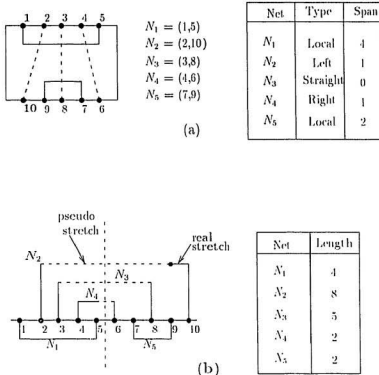 1 2 3 4 5
10 9 8 7 6
N1 = (1,5)
N2 = (2,10)
N3 = (3,8)
N4 = (4,6)
N5 = (7,9)
(a)
Net Type Span
N1 Local 4
N2 Left 1
N3 Straight 0
N4 Right 1
N5 Local 2
pseudo
stretch
real
stretch
N2
N3
N4
1 2 3 4 5 6 7 8 9 10
N1 N5
(b)
Net Length
N1 4
N2 8
N3 5
N4 2
N5 2